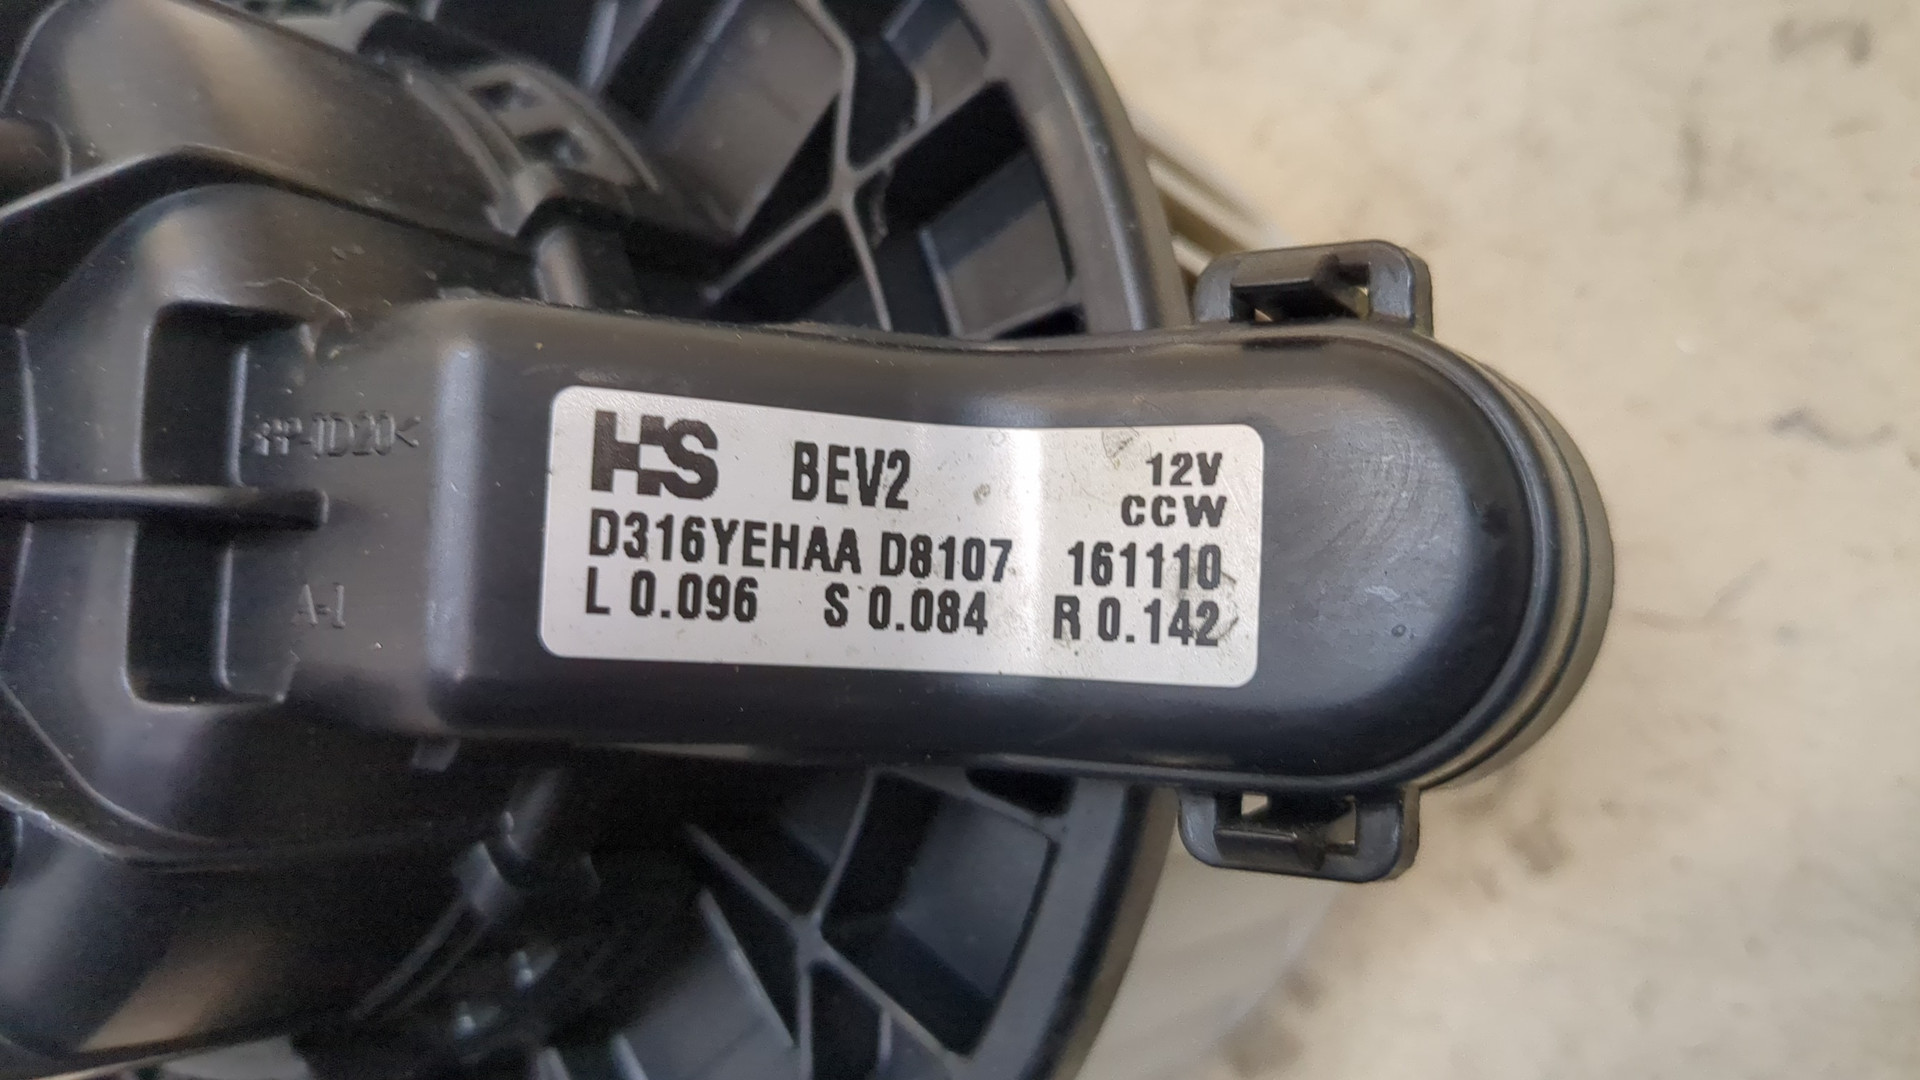 HS BEV2 12V
CCW
D316YEHAA D8107 161110
L 0.096 S 0.084 R 0.142
A-1